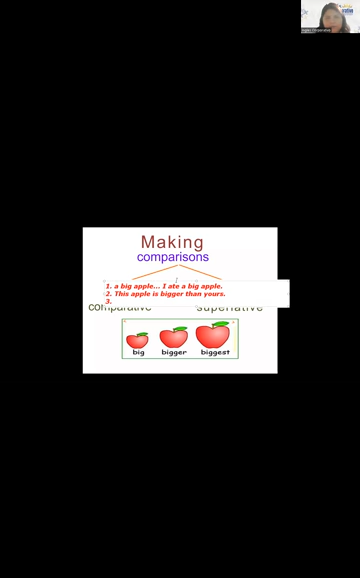 Making
comparisons
1. a big apple... I ate a big apple.
2. This apple is bigger than yours.
3.
comparative superlative
big bigger biggest